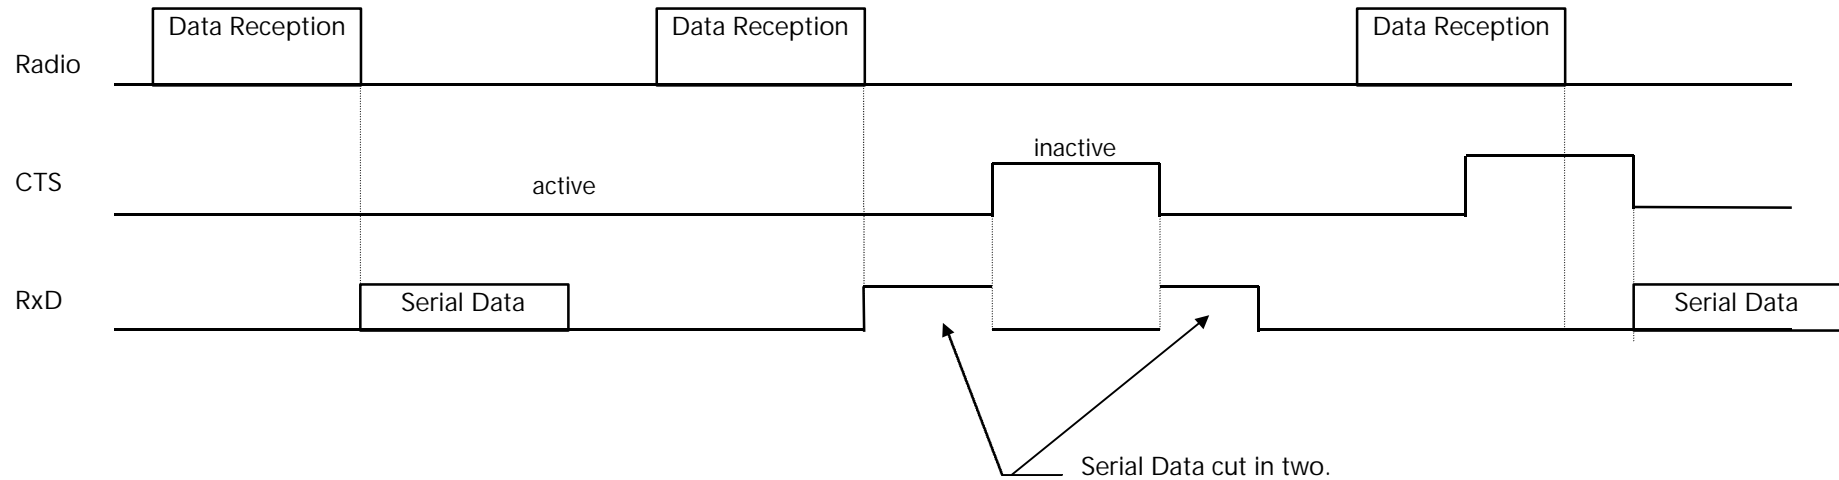 Data Reception
Data Reception
Data Reception
Radio
inactive
CTS
active
RxD
Serial Data
Serial Data
Serial Data cut in two.